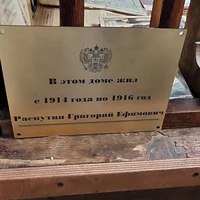 В этом доме жил
с 1914 года по 1916 год
Распутин Григорий Ефимович